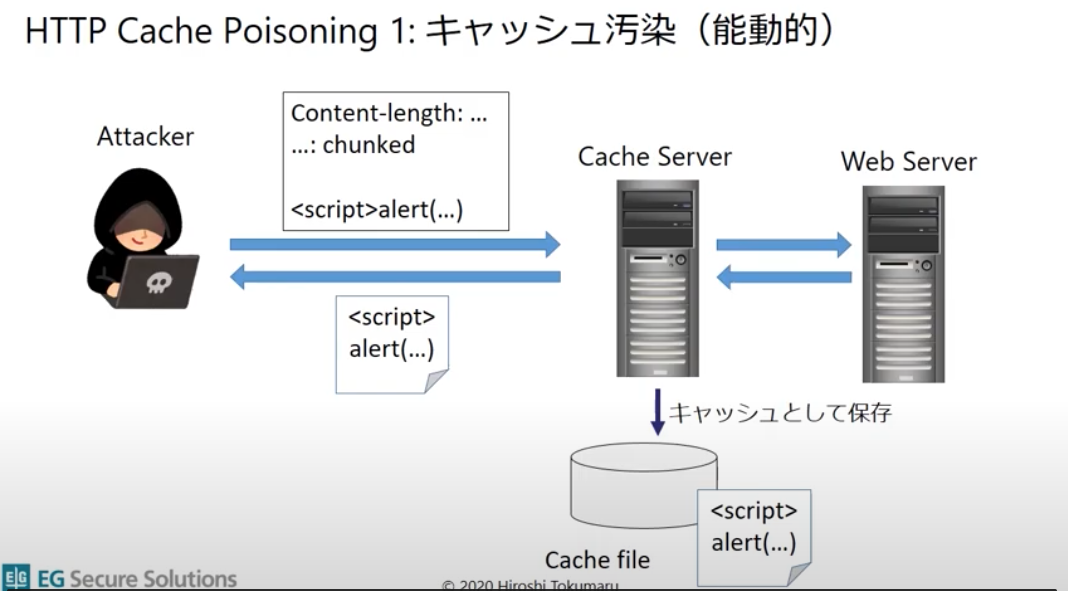 HTTP Cache Poisoning 1: キャッシュ汚染（能動的）
Attacker
Content-length: ...
...: chunked
<script>alert(...)
Cache Server
Web Server
<script>
alert(...)
キャッシュとして保存
<script>
alert(...)
Cache file
EG EG Secure Solutions
© 2020 Hiroshi Tokumaru